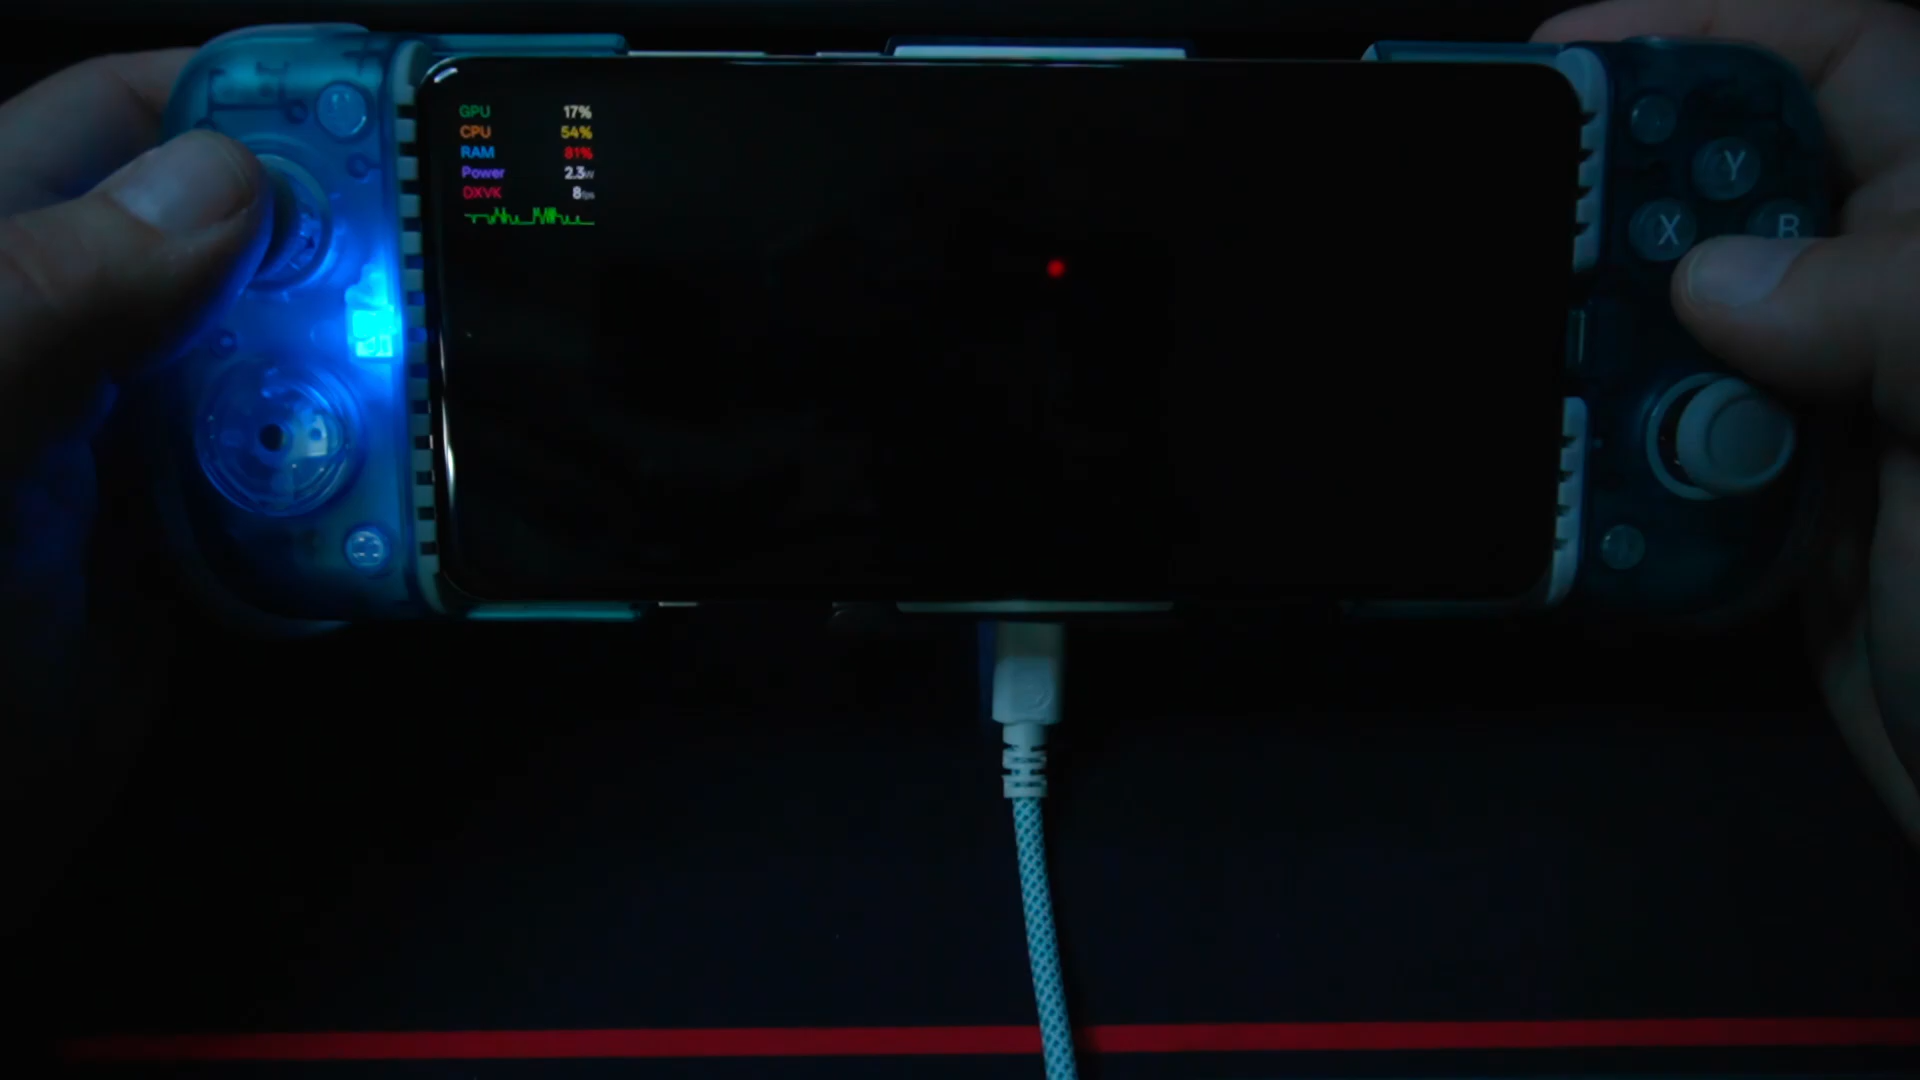 GPU 17%
CPU 54%
RAM 81%
Power 2.3W
DXVK 8fps
Y
X
B